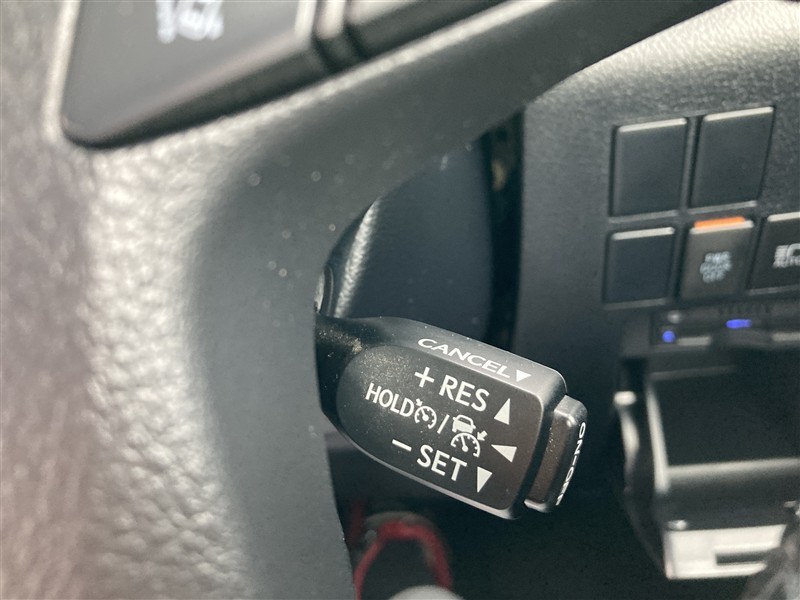 CANCEL▼
+ RES ▲
HOLD / ◀
− SET ▼
ON-OFF